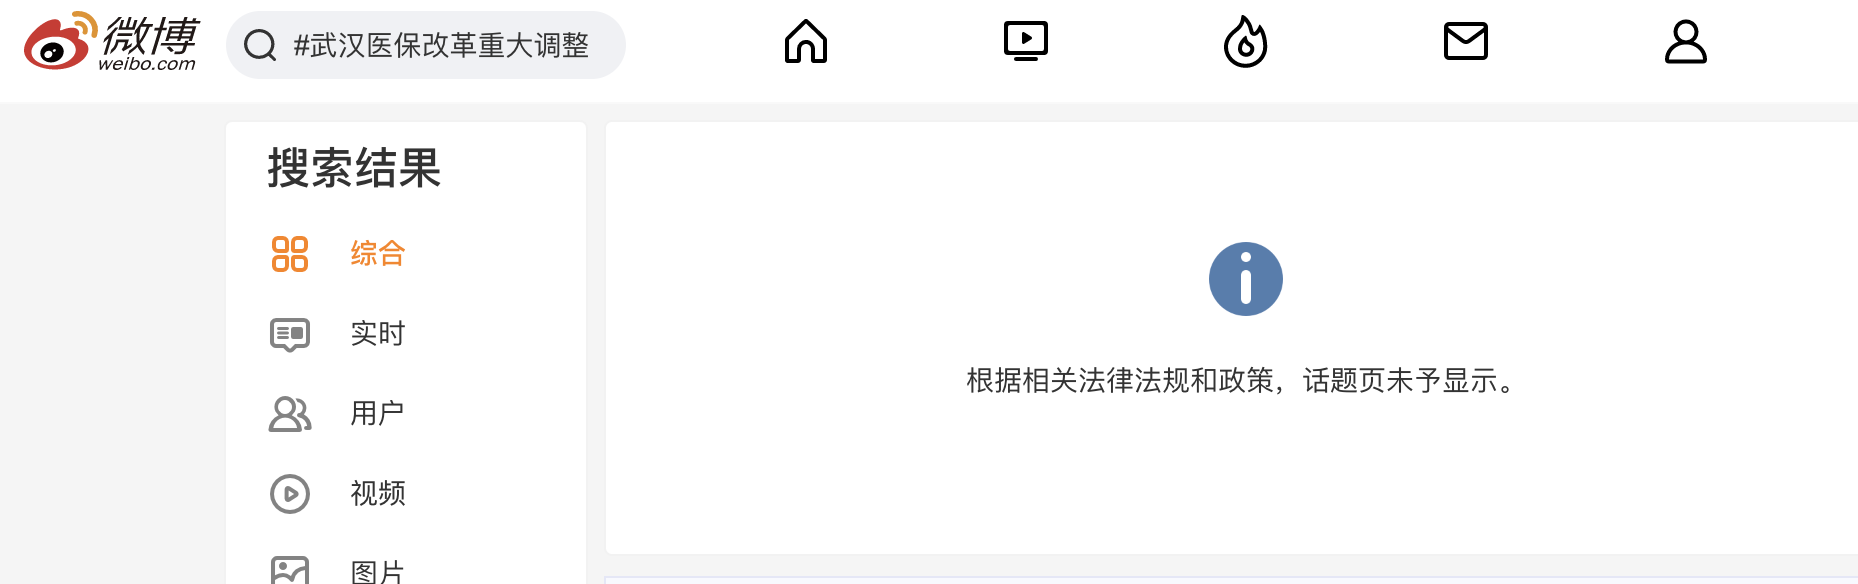 微博
weibo.com
#武汉医保改革重大调整
搜索结果
综合
实时
用户
视频
图片
根据相关法律法规和政策，话题页未予显示。